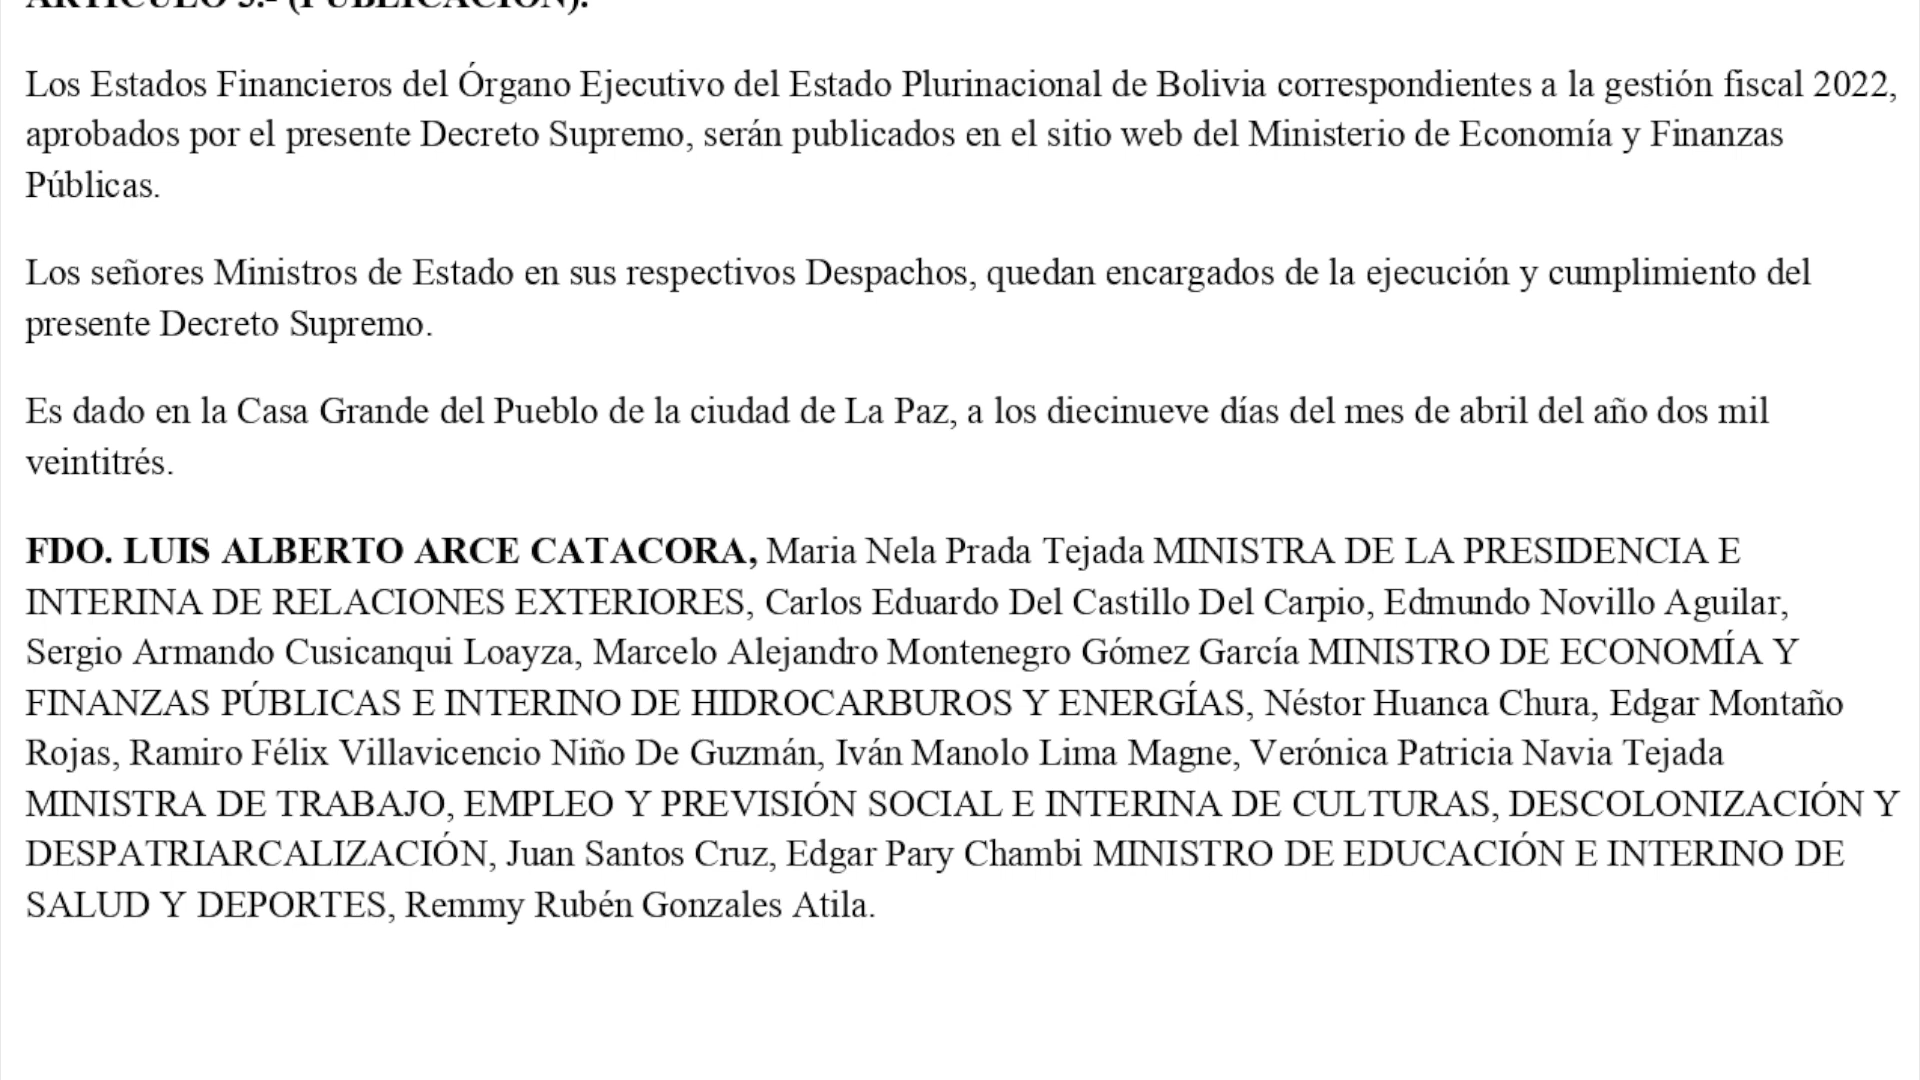 ARTÍCULO 3.- (PUBLICACIÓN).
Los Estados Financieros del Órgano Ejecutivo del Estado Plurinacional de Bolivia correspondientes a la gestión fiscal 2022,
aprobados por el presente Decreto Supremo, serán publicados en el sitio web del Ministerio de Economía y Finanzas
Públicas.
Los señores Ministros de Estado en sus respectivos Despachos, quedan encargados de la ejecución y cumplimiento del
presente Decreto Supremo.
Es dado en la Casa Grande del Pueblo de la ciudad de La Paz, a los diecinueve días del mes de abril del año dos mil
veintitrés.
FDO. LUIS ALBERTO ARCE CATACORA, Maria Nela Prada Tejada MINISTRA DE LA PRESIDENCIA E
INTERINA DE RELACIONES EXTERIORES, Carlos Eduardo Del Castillo Del Carpio, Edmundo Novillo Aguilar,
Sergio Armando Cusicanqui Loayza, Marcelo Alejandro Montenegro Gómez García MINISTRO DE ECONOMÍA Y
FINANZAS PÚBLICAS E INTERINO DE HIDROCARBUROS Y ENERGÍAS, Néstor Huanca Chura, Edgar Montaño
Rojas, Ramiro Félix Villavicencio Niño De Guzmán, Iván Manolo Lima Magne, Verónica Patricia Navia Tejada
MINISTRA DE TRABAJO, EMPLEO Y PREVISIÓN SOCIAL E INTERINA DE CULTURAS, DESCOLONIZACIÓN Y
DESPATRIARCALIZACIÓN, Juan Santos Cruz, Edgar Pary Chambi MINISTRO DE EDUCACIÓN E INTERINO DE
SALUD Y DEPORTES, Remmy Rubén Gonzales Atila.